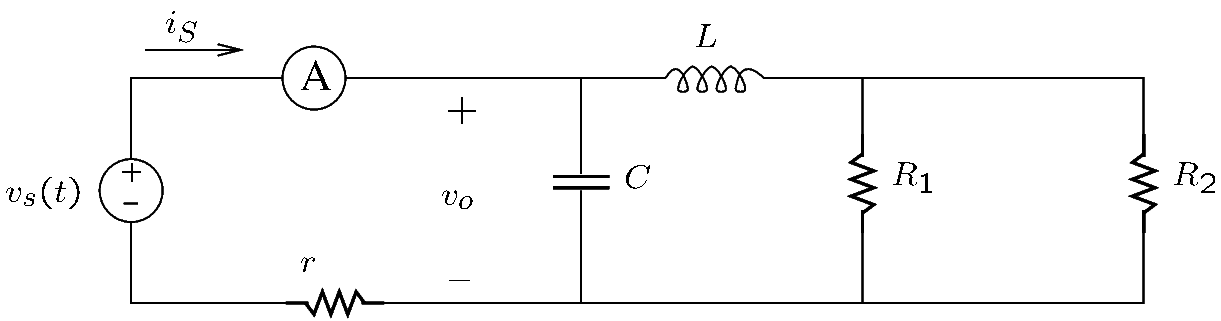 i_S
L
A
+
+
v_s(t)
C
R_1
R_2
-
v_o
r
−